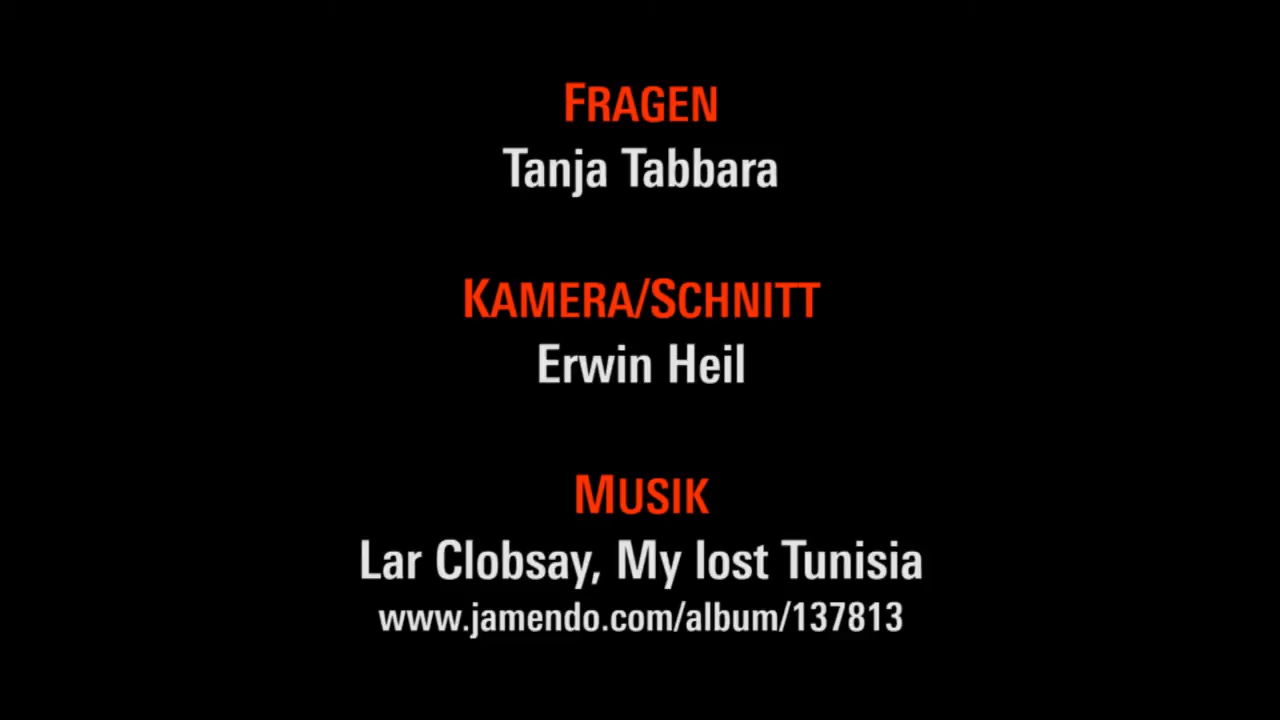 FRAGEN
Tanja Tabbara
KAMERA/SCHNITT
Erwin Heil
MUSIK
Lar Clobsay, My lost Tunisia
www.jamendo.com/album/137813